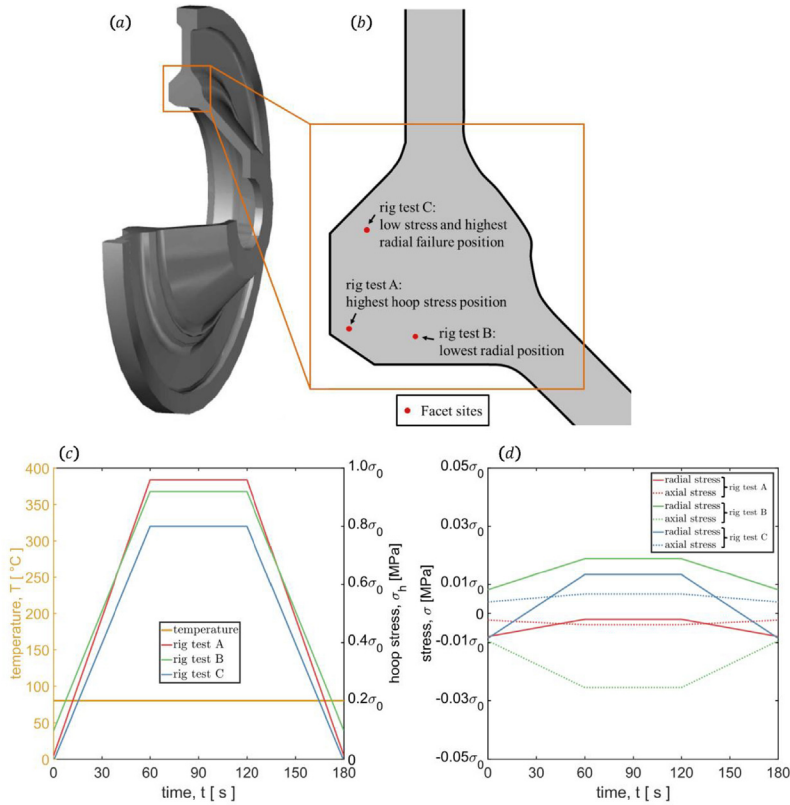 (a)
(b)
rig test C:
low stress and highest
radial failure position
rig test A:
highest hoop stress position
rig test B:
lowest radial position
Facet sites
(c)
400
350
300
250
200
150
100
50
0
temperature, T [ °C]
1.0σ0
0.8σ0
0.6σ0
0.4σ0
0.2σ0
0
hoop stress, σh [MPa]
temperature
rig test A
rig test B
rig test C
0 30 60 90 120 150 180
time, t [ s ]
(d)
0.05σ0
0.03σ0
0.01σ0
0
-0.01σ0
-0.03σ0
-0.05σ0
stress, σ [MPa]
radial stress
axial stress
rig test A
radial stress
axial stress
rig test B
radial stress
axial stress
rig test C
0 30 60 90 120 150 180
time, t [ s ]